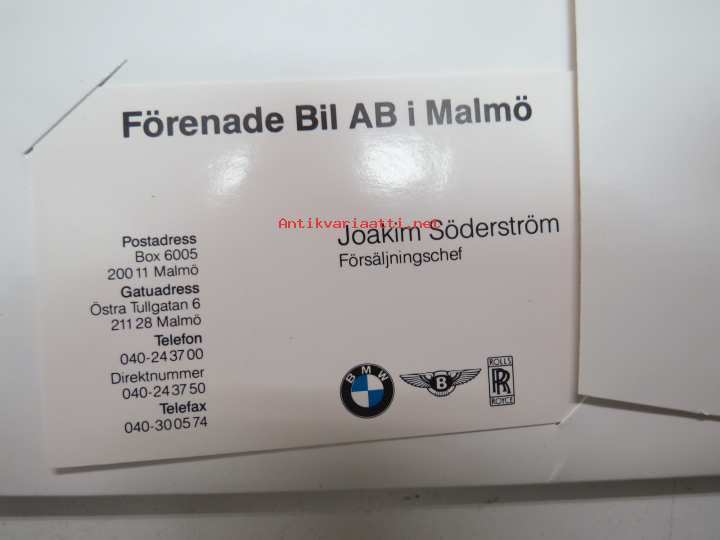 Förenade Bil AB i Malmö
Antikvariaatti.net
Joakim Söderström
Försäljningschef
Postadress
Box 6005
200 11 Malmö
Gatuadress
Östra Tullgatan 6
211 28 Malmö
Telefon
040-24 37 00
Direktnummer
040-24 37 50
Telefax
040-30 05 74
BMW
B
ROLLS
RR
ROYCE